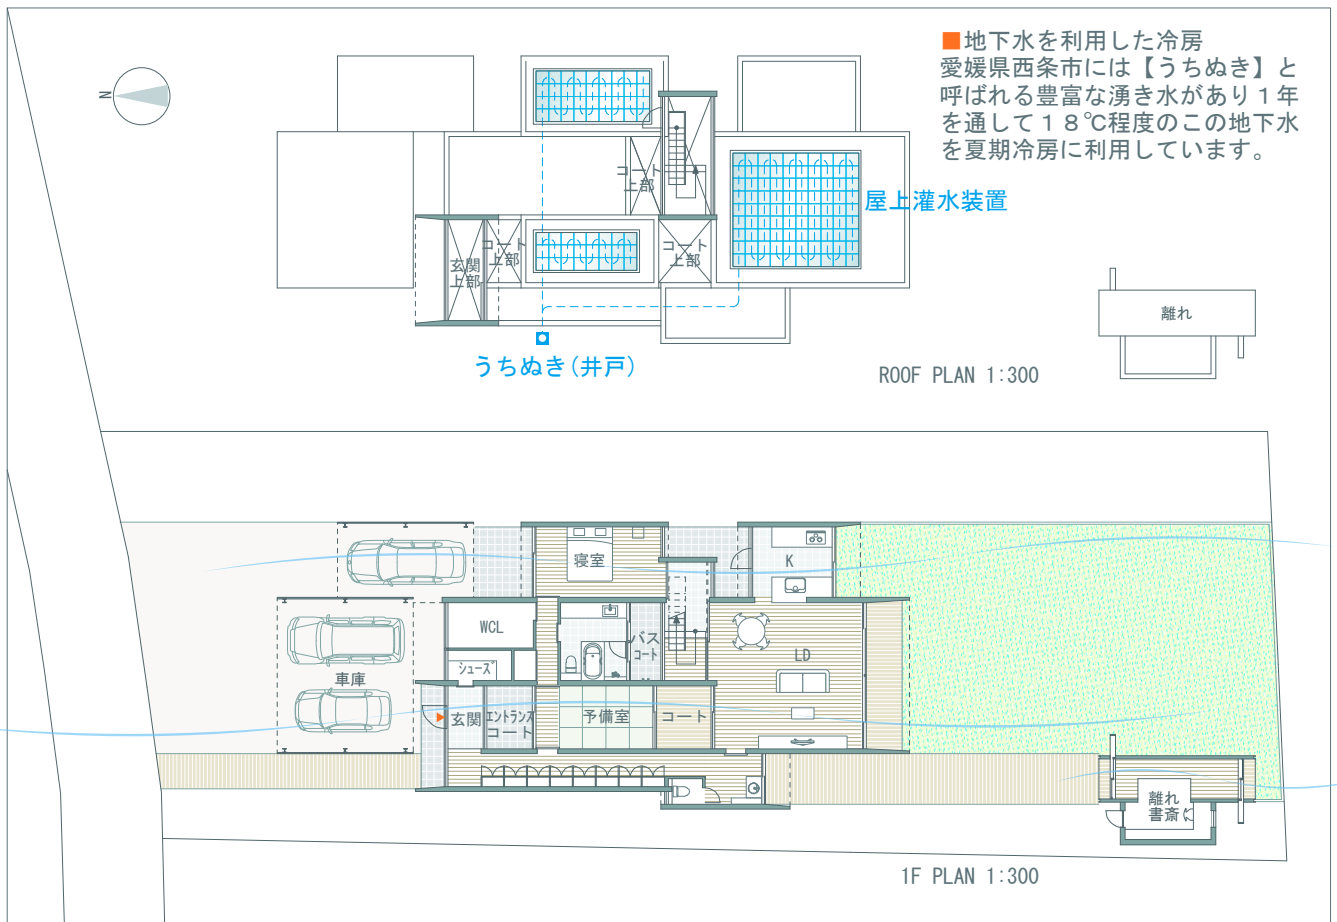 ■地下水を利用した冷房
愛媛県西条市には【うちぬき】と
呼ばれる豊富な湧き水があり１年
を通して１８℃程度のこの地下水
を夏期冷房に利用しています。
N
コート
上部
屋上灌水装置
玄関
上部
コート
上部
コート
上部
離れ
うちぬき(井戸)
ROOF PLAN 1:300
寝室
K
WCL
バス
コート
シューズ
LD
車庫
玄関
エントランス
コート
予備室
コート
離れ
書斎
1F PLAN 1:300